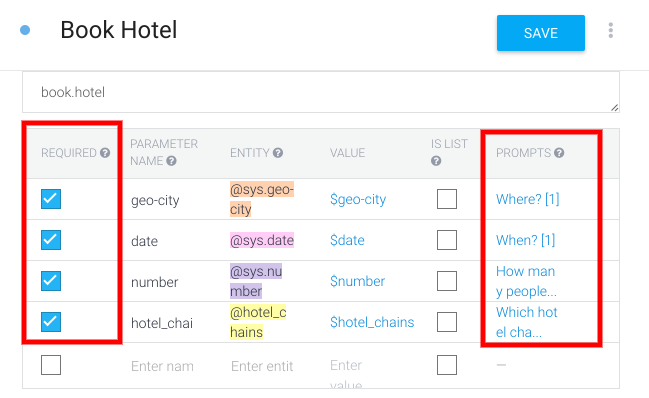 Book Hotel
SAVE
book.hotel
REQUIRED PARAMETER NAME ENTITY VALUE IS LIST PROMPTS
geo-city @sys.geo-city $geo-city Where? [1]
date @sys.date $date When? [1]
number @sys.number $number How many people...
hotel_chai @hotel_chains $hotel_chains Which hotel cha...
Enter nam Enter entit Enter value —